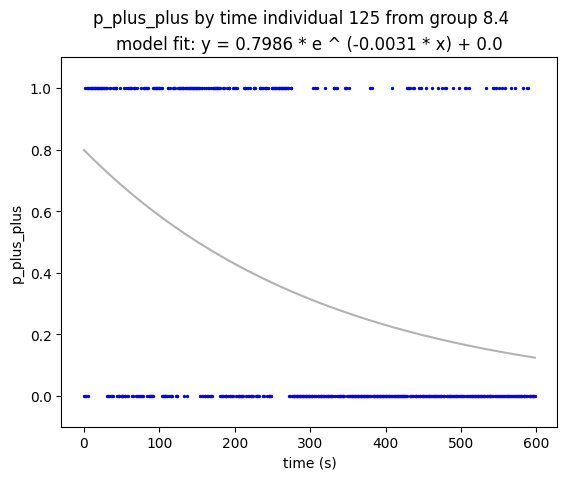 p_plus_plus by time individual 125 from group 8.4
model fit: y = 0.7986 * e ^ (-0.0031 * x) + 0.0
1.0
0.8
0.6
0.4
0.2
0.0
p_plus_plus
0 100 200 300 400 500 600
time (s)